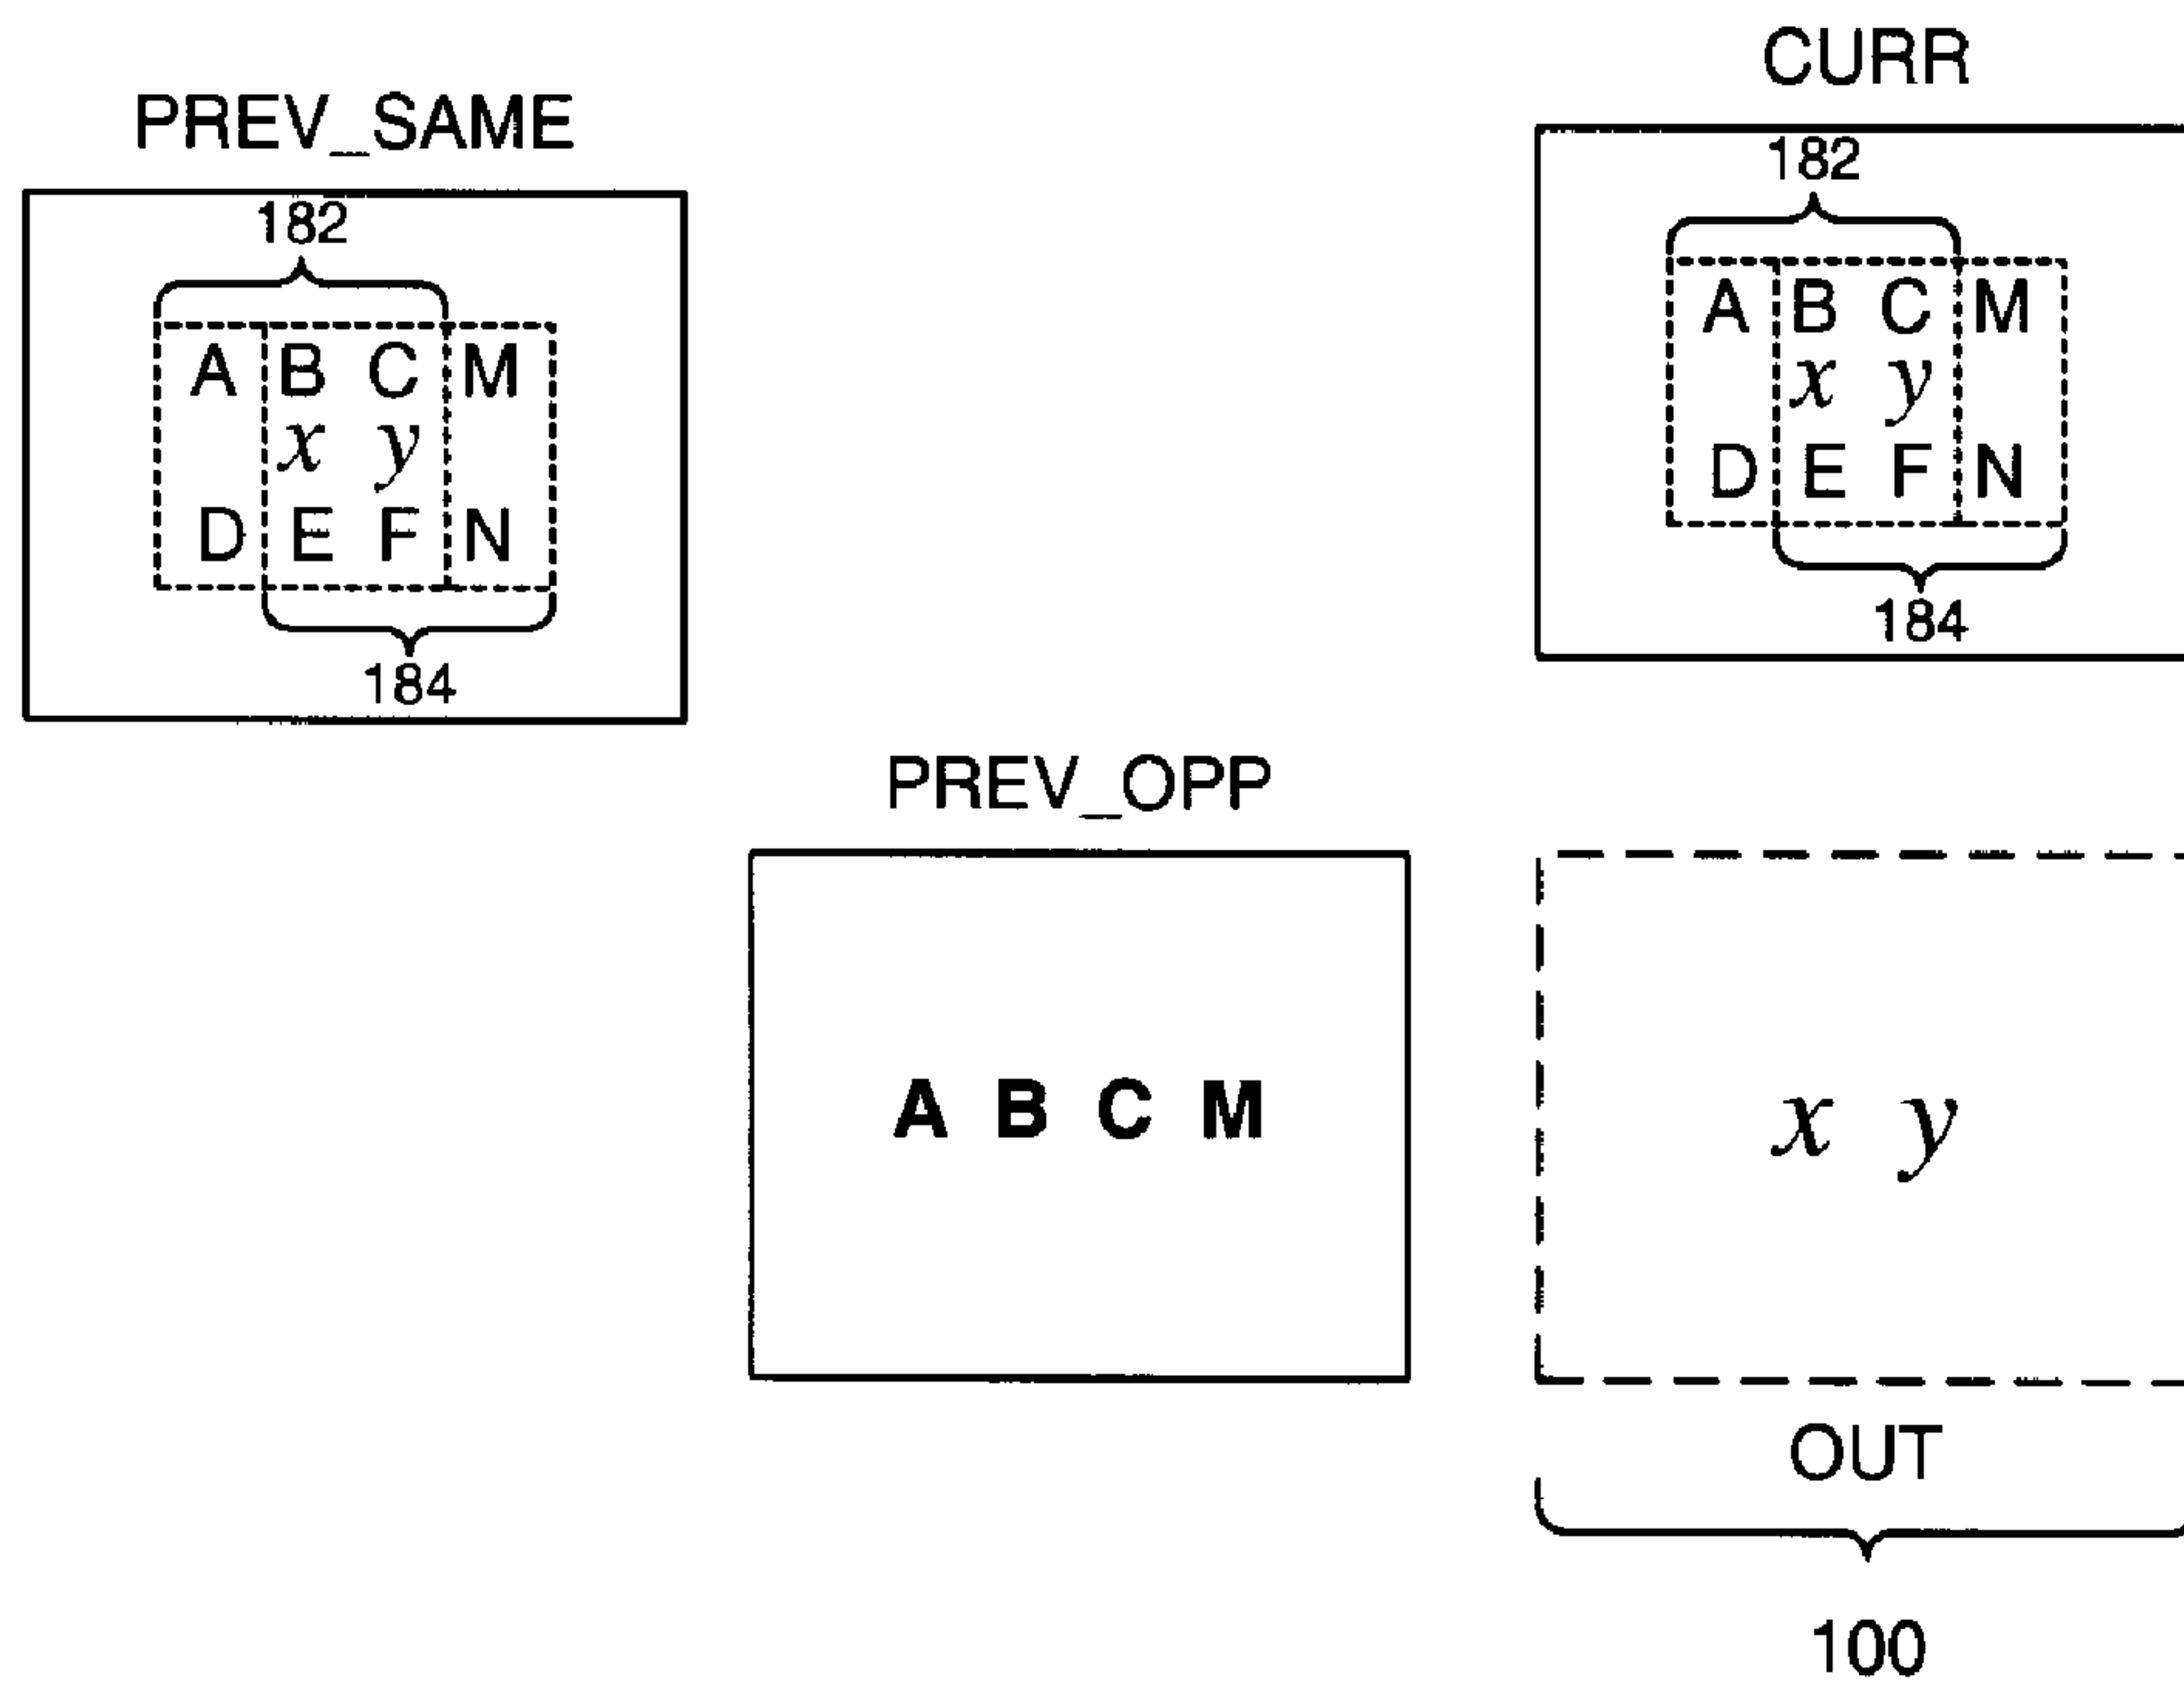 PREV_SAME
182
A B C M
x y
D E F N
184
CURR
182
A B C M
x y
D E F N
184
PREV_OPP
A B C M
x y
OUT
100